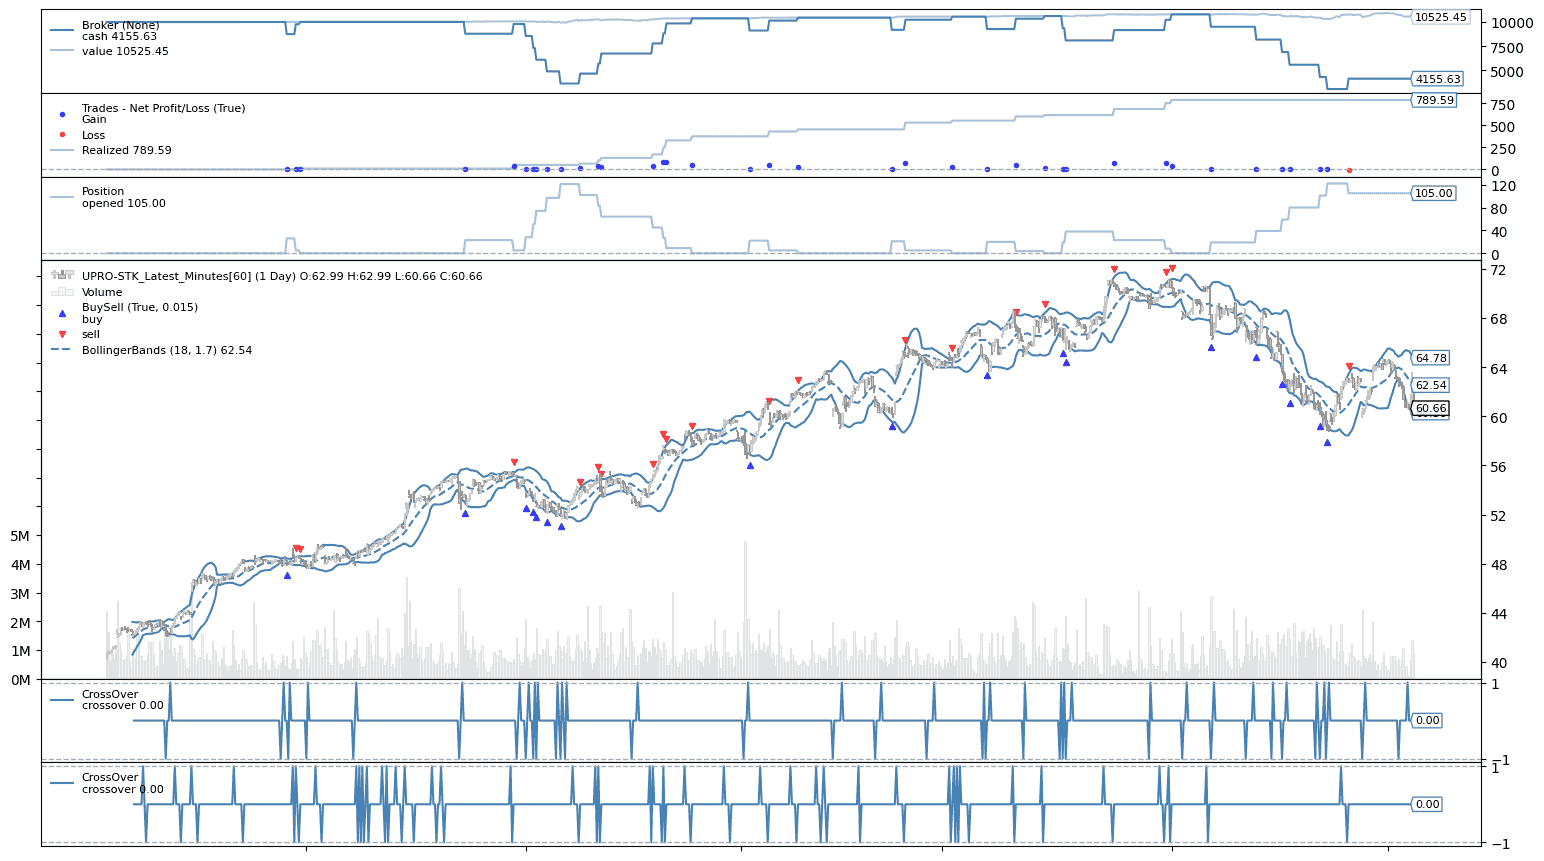 Broker (None)
cash 4155.63
value 10525.45
10525.45
10000
7500
5000
4155.63
Trades - Net Profit/Loss (True)
Gain
Loss
Realized 789.59
789.59
750
500
250
0
Position
opened 105.00
120
105.00
80
40
0
UPRO-STK_Latest_Minutes[60] (1 Day) O:62.99 H:62.99 L:60.66 C:60.66
Volume
BuySell (True, 0.015)
buy
sell
BollingerBands (18, 1.7) 62.54
72
68
64.78
64
62.54
60.66
60
56
52
48
44
40
5M
4M
3M
2M
1M
0M
CrossOver
crossover 0.00
1
0.00
−1
CrossOver
crossover 0.00
1
0.00
−1